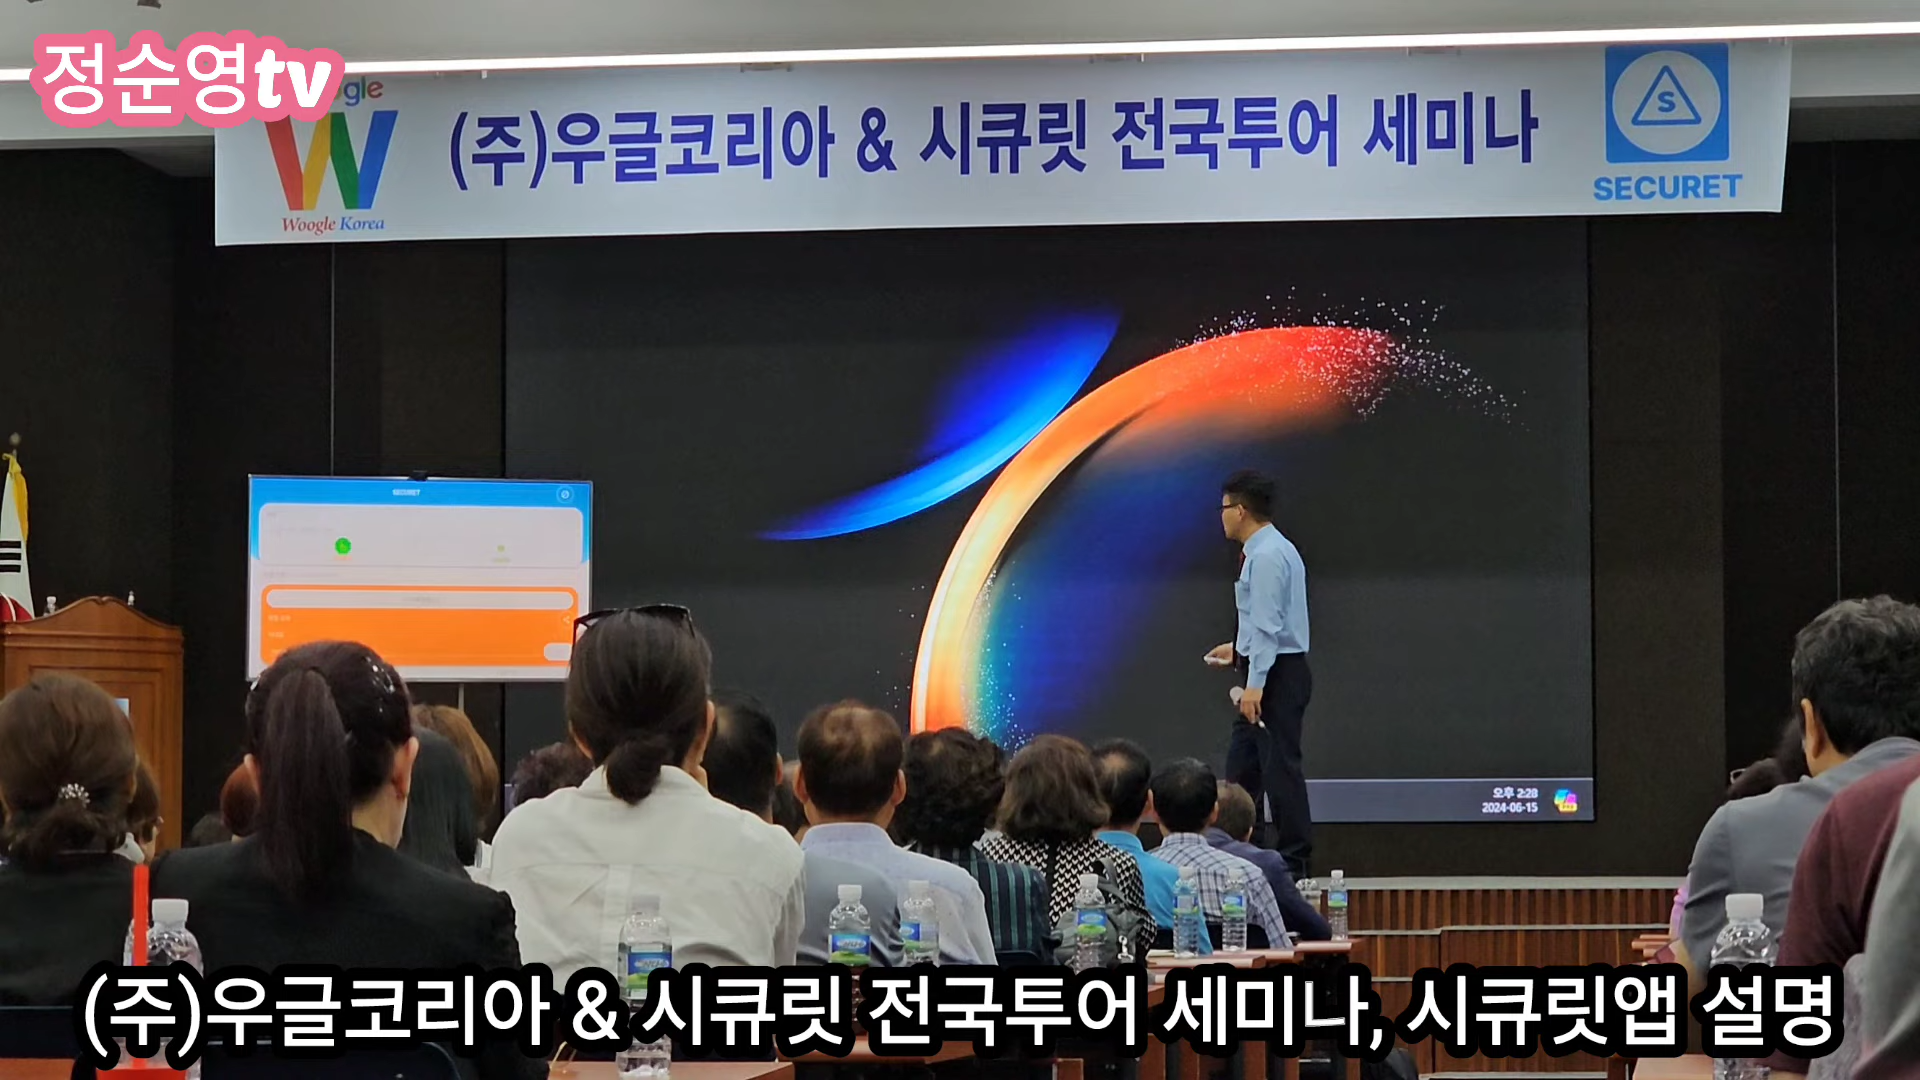 정순영tv
gle
Woogle Korea
(주)우글코리아 & 시큐릿 전국투어 세미나
S
SECURET
SECURET
오후 2:28
2024-06-15
(주)우글코리아 & 시큐릿 전국투어 세미나, 시큐릿앱 설명